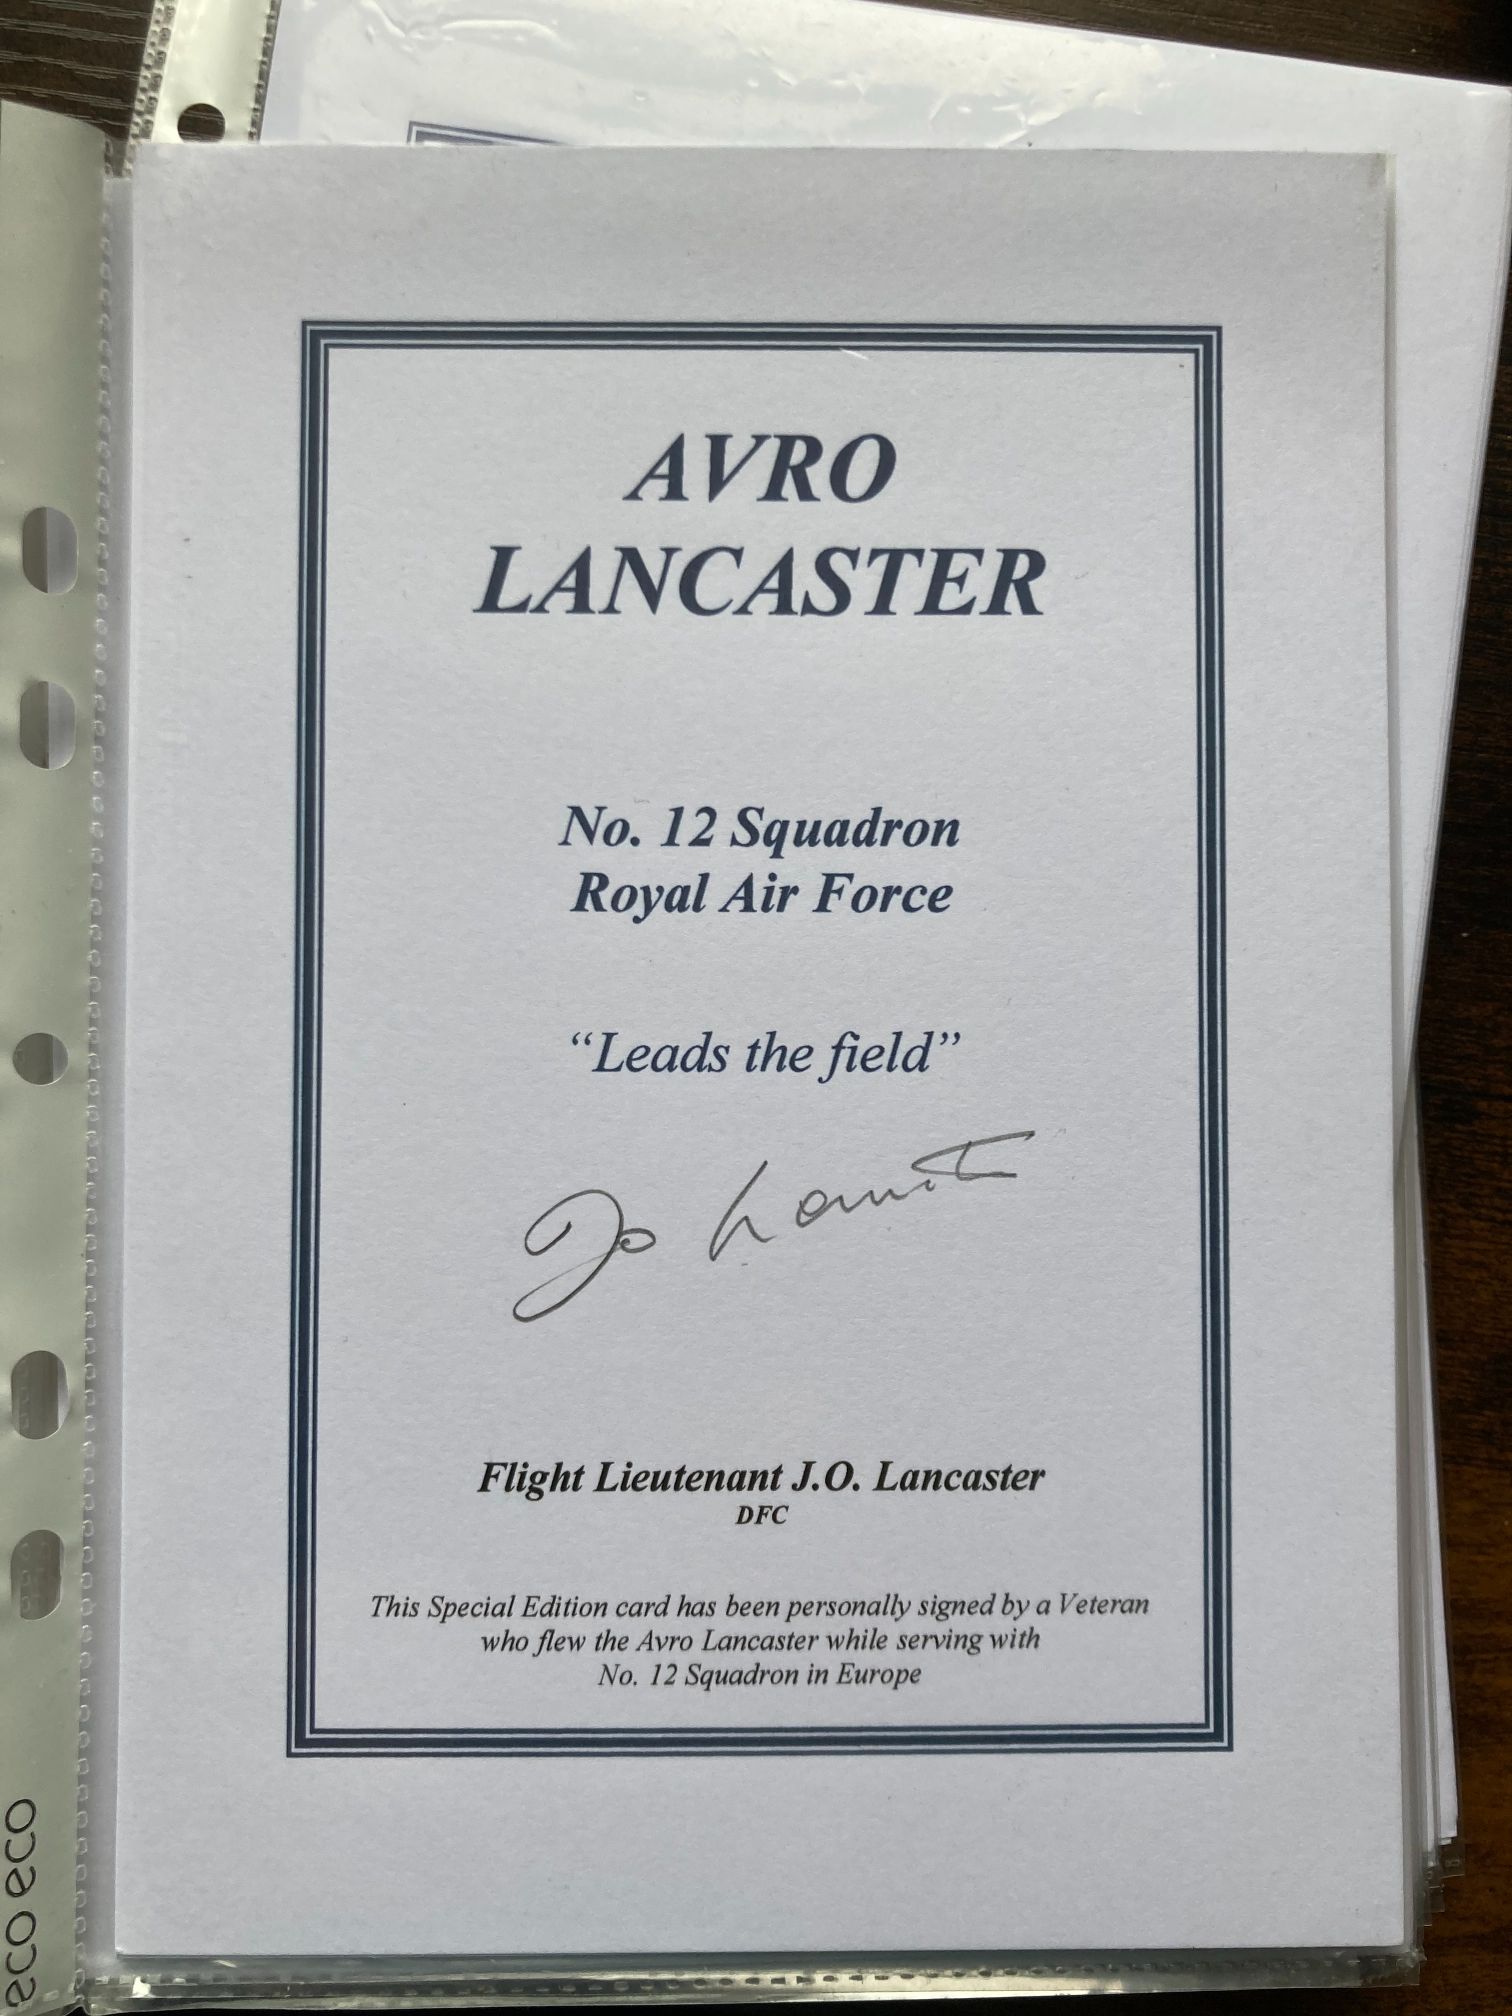 AVRO
LANCASTER
No. 12 Squadron
Royal Air Force
“Leads the field”
Jo Lancaster
Flight Lieutenant J.O. Lancaster
DFC
This Special Edition card has been personally signed by a Veteran
who flew the Avro Lancaster while serving with
No. 12 Squadron in Europe
eco eco